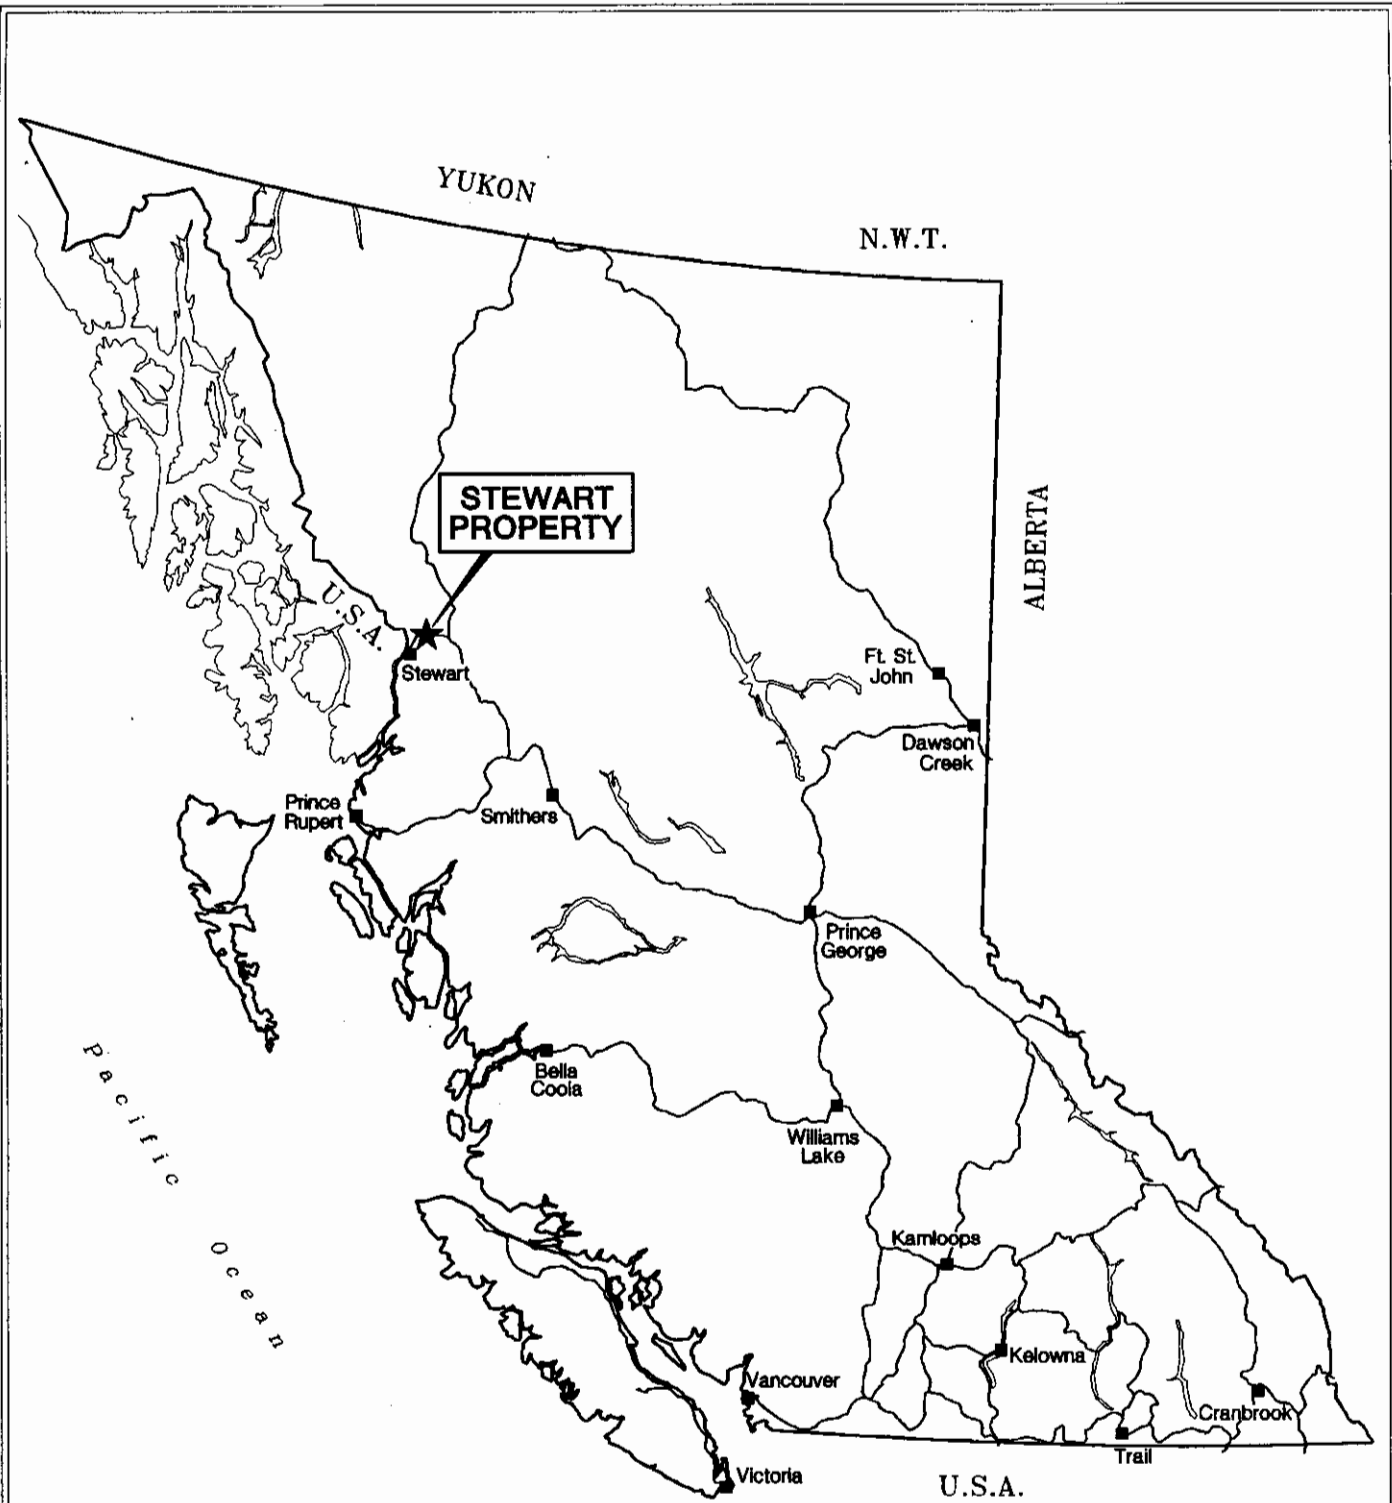 YUKON
N.W.T.
STEWART
PROPERTY
ALBERTA
U.S.A.
Stewart
Ft. St.
John
Dawson
Creek
Prince
Rupert
Smithers
Prince
George
Pacific
Ocean
Bella
Coola
Williams
Lake
Kamloops
Kelowna
Vancouver
Cranbrook
Trail
Victoria
U.S.A.